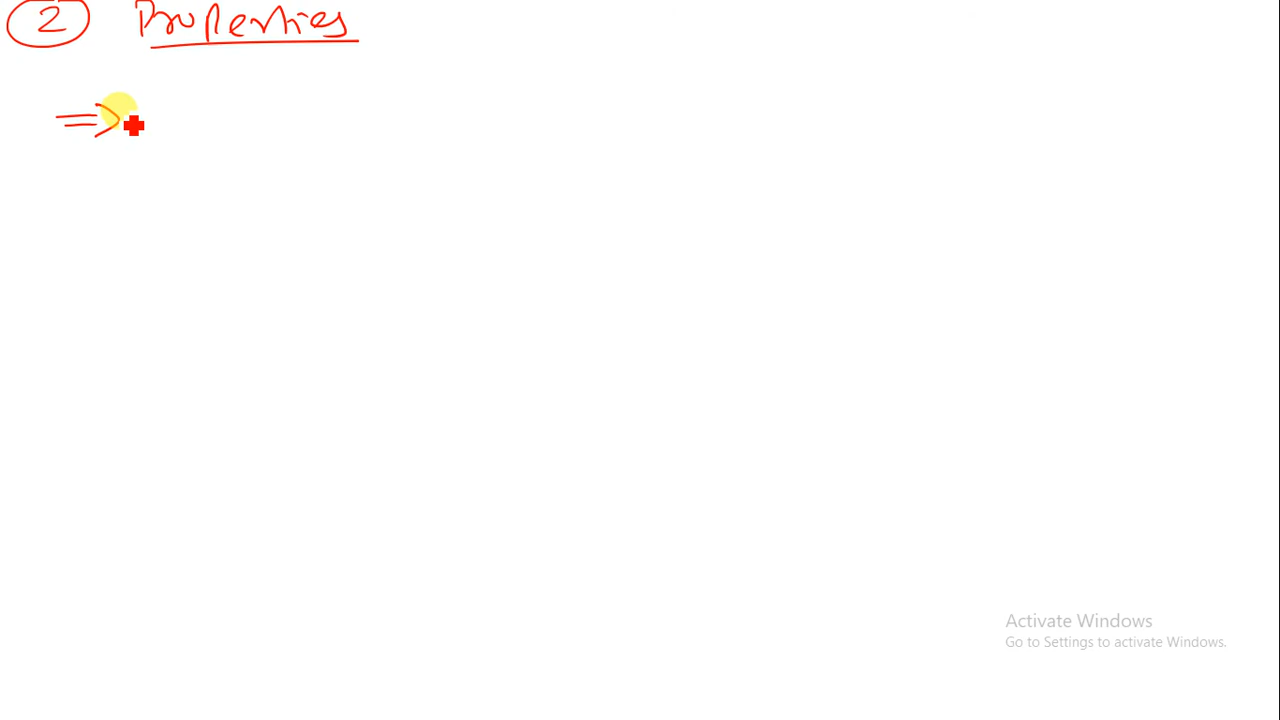 ② Properties
⇒
Activate Windows
Go to Settings to activate Windows.